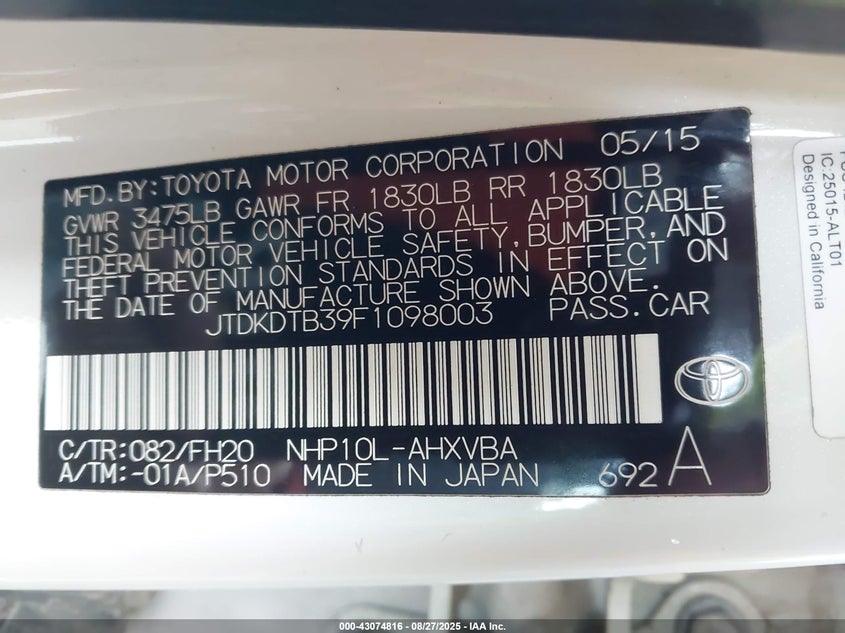 MFD.BY:TOYOTA MOTOR CORPORATION 05/15
GVWR 3475LB GAWR FR 1830LB RR 1830LB
THIS VEHICLE CONFORMS TO ALL APPLICABLE
FEDERAL MOTOR VEHICLE SAFETY,BUMPER,AND
THEFT PREVENTION STANDARDS IN EFFECT ON
THE DATE OF MANUFACTURE SHOWN ABOVE.
JTDKDTB39F1098003 PASS.CAR
C/TR:082/FH20 NHP10L-AHXVBA
A/TM:-01A/P510 MADE IN JAPAN 692 A
IC:25015-ALT01
Designed in California
000-43074816 - 08/27/2025 - IAA, Inc.